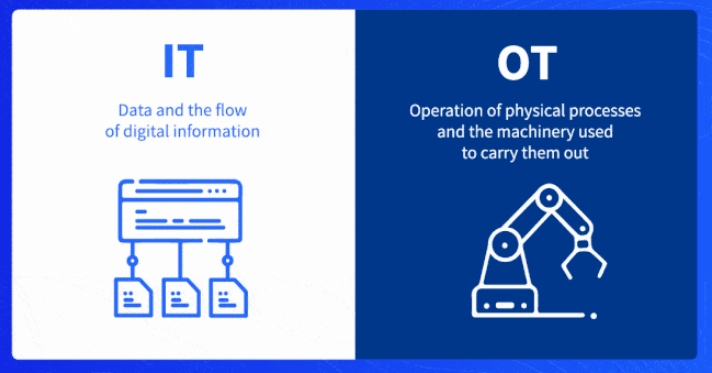 IT
Data and the flow
of digital information
OT
Operation of physical processes
and the machinery used
to carry them out